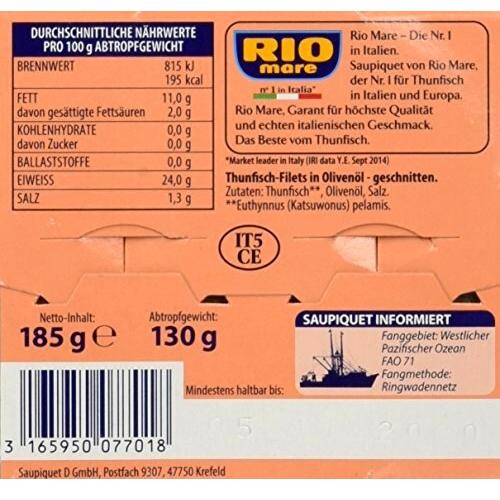 DURCHSCHNITTLICHE NÄHRWERTE
PRO 100 g ABTROPFGEWICHT
BRENNWERT 815 kJ
195 kcal
FETT 11,0 g
davon gesättigte Fettsäuren 2,0 g
KOHLENHYDRATE 0,0 g
davon Zucker 0,0 g
BALLASTSTOFFE 0,0 g
EIWEISS 24,0 g
SALZ 1,3 g
RIO
mare
n° 1 in Italia*
Rio Mare – Die Nr. 1
in Italien.
Saupiquet von Rio Mare,
der Nr. 1 für Thunfisch
in Italien und Europa.
Rio Mare, Garant für höchste Qualität
und echten italienischen Geschmack.
Das Beste vom Thunfisch.
*Market leader in Italy (IRI data Y.E. Sept 2014)
Thunfisch-Filets in Olivenöl - geschnitten.
Zutaten: Thunfisch**, Olivenöl, Salz.
**Euthynnus (Katsuwonus) pelamis.
IT5
CE
Netto-Inhalt:
185 g e
Abtropfgewicht:
130 g
SAUPIQUET INFORMIERT
Fanggebiet: Westlicher
Pazifischer Ozean
FAO 71
Fangmethode:
Ringwadennetz
Mindestens haltbar bis:
3 165950 077018
Saupiquet D GmbH, Postfach 9307, 47750 Krefeld